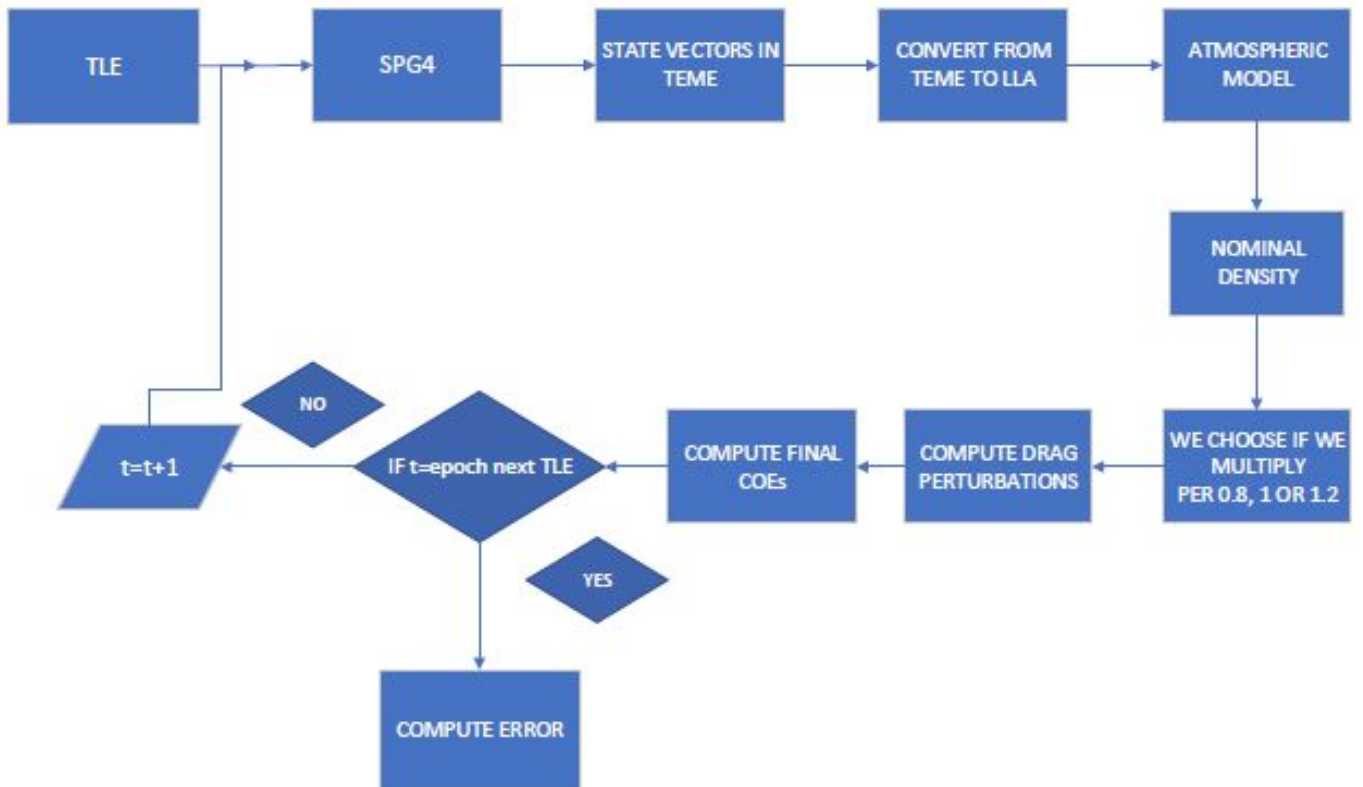 TLE
SPG4
STATE VECTORS IN
TEME
CONVERT FROM
TEME TO LLA
ATMOSPHERIC
MODEL
NOMINAL
DENSITY
WE CHOOSE IF WE
MULTIPLY
PER 0.8, 1 OR 1.2
COMPUTE DRAG
PERTURBATIONS
COMPUTE FINAL
COEs
IF t=epoch next TLE
NO
t=t+1
YES
COMPUTE ERROR